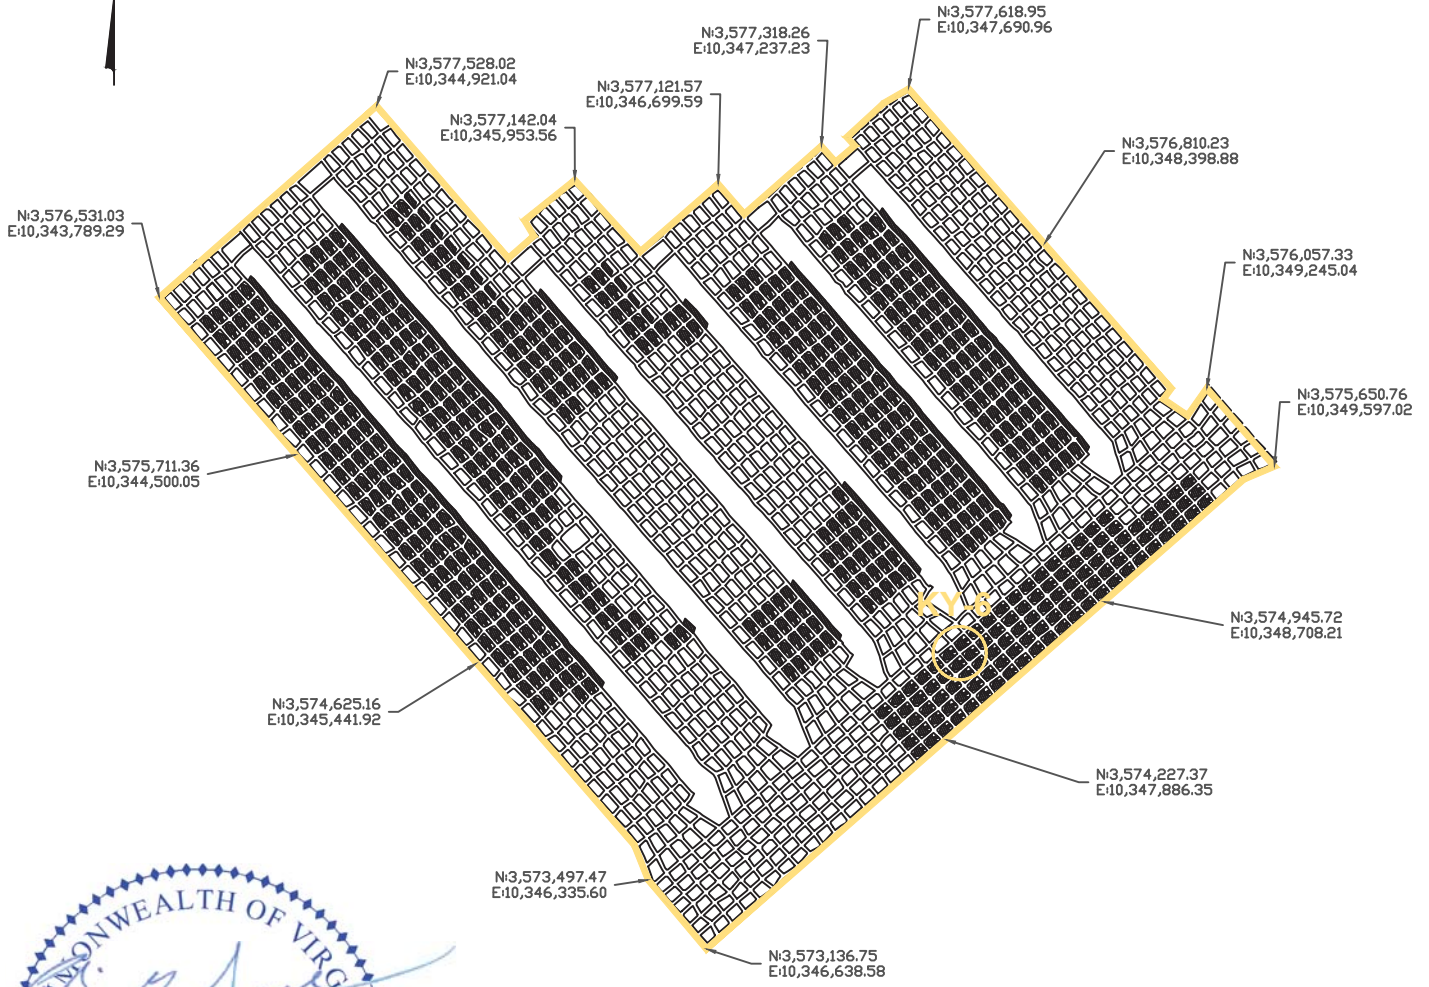 N:3,577,618.95
E:10,347,690.96
N:3,577,318.26
E:10,347,237.23
N:3,577,528.02
E:10,344,921.04
N:3,577,121.57
E:10,346,699.59
N:3,577,142.04
E:10,345,953.56
N:3,576,810.23
E:10,348,398.88
N:3,576,531.03
E:10,343,789.29
N:3,576,057.33
E:10,349,245.04
N:3,575,650.76
E:10,349,597.02
N:3,575,711.36
E:10,344,500.05
KY-6
N:3,574,945.72
E:10,348,708.21
N:3,574,625.16
E:10,345,441.92
N:3,574,227.37
E:10,347,886.35
N:3,573,497.47
E:10,346,335.60
N:3,573,136.75
E:10,346,638.58
MONWEALTH OF VIRG